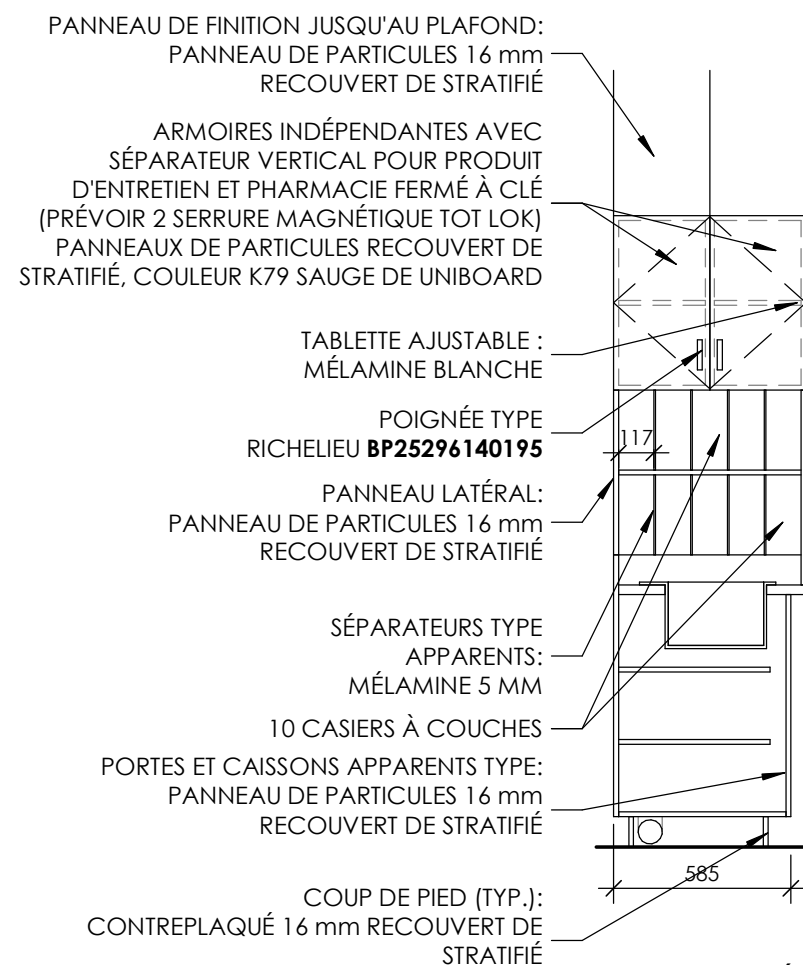 PANNEAU DE FINITION JUSQU'AU PLAFOND:
PANNEAU DE PARTICULES 16 mm
RECOUVERT DE STRATIFIÉ
ARMOIRES INDÉPENDANTES AVEC
SÉPARATEUR VERTICAL POUR PRODUIT
D'ENTRETIEN ET PHARMACIE FERMÉ À CLÉ
(PRÉVOIR 2 SERRURE MAGNÉTIQUE TOT LOK)
PANNEAUX DE PARTICULES RECOUVERT DE
STRATIFIÉ, COULEUR K79 SAUGE DE UNIBOARD
TABLETTE AJUSTABLE :
MÉLAMINE BLANCHE
POIGNÉE TYPE
RICHELIEU BP25296140195
117
PANNEAU LATÉRAL:
PANNEAU DE PARTICULES 16 mm
RECOUVERT DE STRATIFIÉ
SÉPARATEURS TYPE
APPARENTS:
MÉLAMINE 5 MM
10 CASIERS À COUCHES
PORTES ET CAISSONS APPARENTS TYPE:
PANNEAU DE PARTICULES 16 mm
RECOUVERT DE STRATIFIÉ
585
COUP DE PIED (TYP.):
CONTREPLAQUÉ 16 mm RECOUVERT DE
STRATIFIÉ